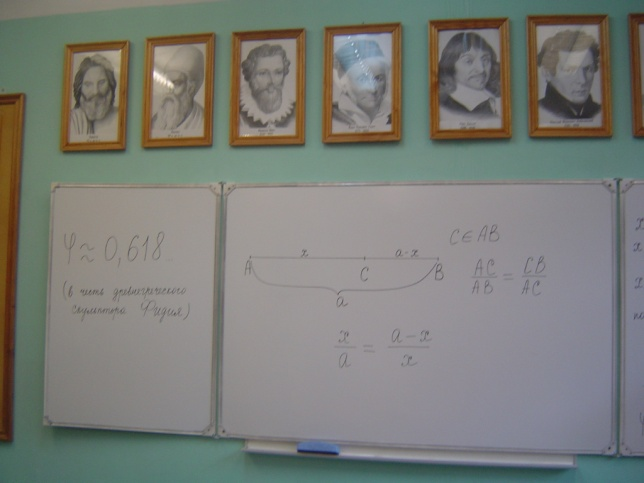 φ ≈ 0,618
(в честь древнегреческого
скульптора Фидия)
x a-x
A C B
a
C ∈ AB
AC/AB = CB/AC
x/a = a-x/x